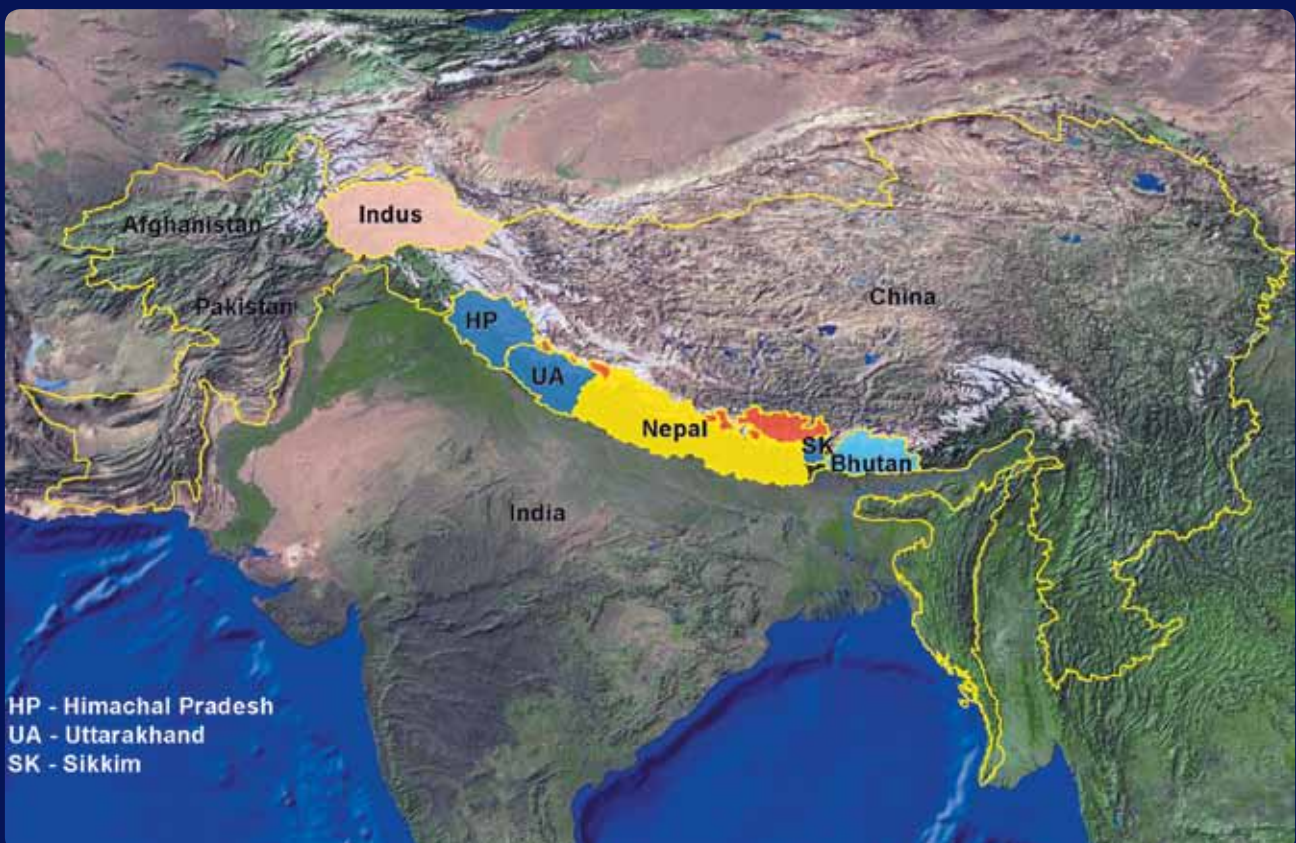 Indus
Afghanistan
Pakistan
China
HP
UA
Nepal
SK
Bhutan
India
HP - Himachal Pradesh
UA - Uttarakhand
SK - Sikkim